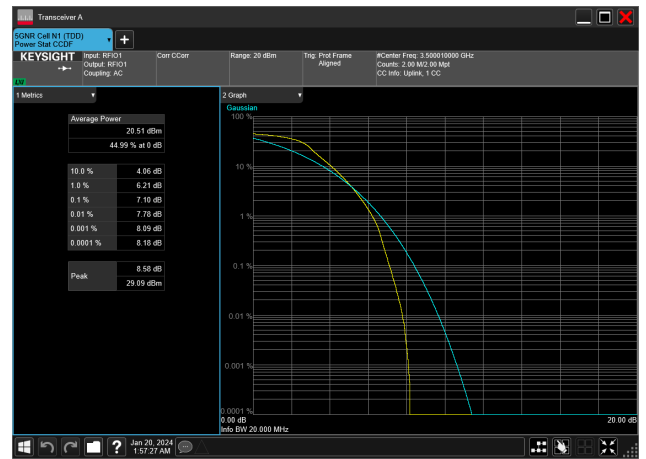 Transceiver A
5GNR Cell N1 (TDD)
Power Stat CCDF
KEYSIGHT
Input: RFIO1
Output: RFIO1
Coupling: AC
Corr CCorr
Range: 20 dBm
Trig: Prot Frame
Aligned
#Center Freq: 3.500010000 GHz
Counts: 2.00 M/2.00 Mpt
CC Info: Uplink, 1 CC
LW
1 Metrics
Average Power
20.51 dBm
44.99 % at 0 dB
10.0 % 4.06 dB
1.0 % 6.21 dB
0.1 % 7.10 dB
0.01 % 7.78 dB
0.001 % 8.09 dB
0.0001 % 8.18 dB
Peak
8.58 dB
29.09 dBm
2 Graph
Gaussian
100 %
10 %
1 %
0.1 %
0.01 %
0.001 %
0.0001 %
0.00 dB
20.00 dB
Info BW 20.000 MHz
Jan 20, 2024
1:57:27 AM